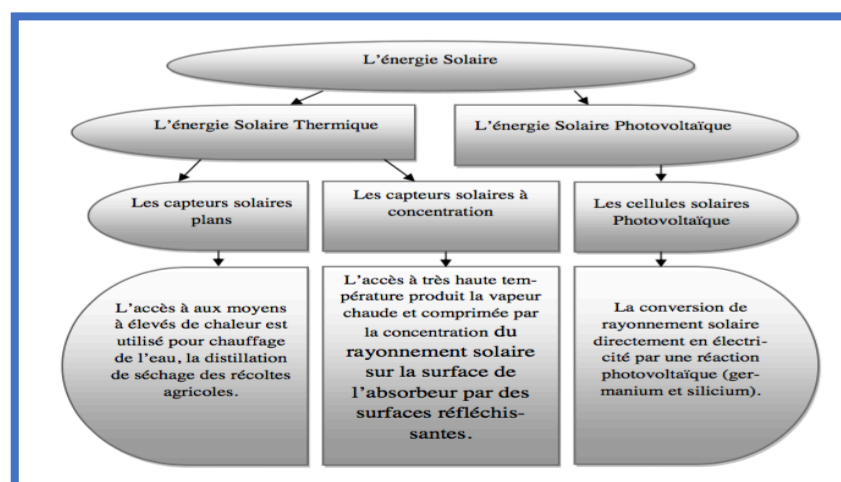 L'énergie Solaire
L'énergie Solaire Thermique
L'énergie Solaire Photovoltaïque
Les capteurs solaires
plans
Les capteurs solaires à
concentration
Les cellules solaires
Photovoltaïque
L'accès à aux moyens
à élevés de chaleur est
utilisé pour chauffage
de l'eau, la distillation
de séchage des récoltes
agricoles.
L'accès à très haute tem-
pérature produit la vapeur
chaude et comprimée par
la concentration du
rayonnement solaire
sur la surface de
l'absorbeur par des
surfaces réfléchis-
santes.
La conversion de
rayonnement solaire
directement en électri-
cité par une réaction
photovoltaïque (ger-
manium et silicium).